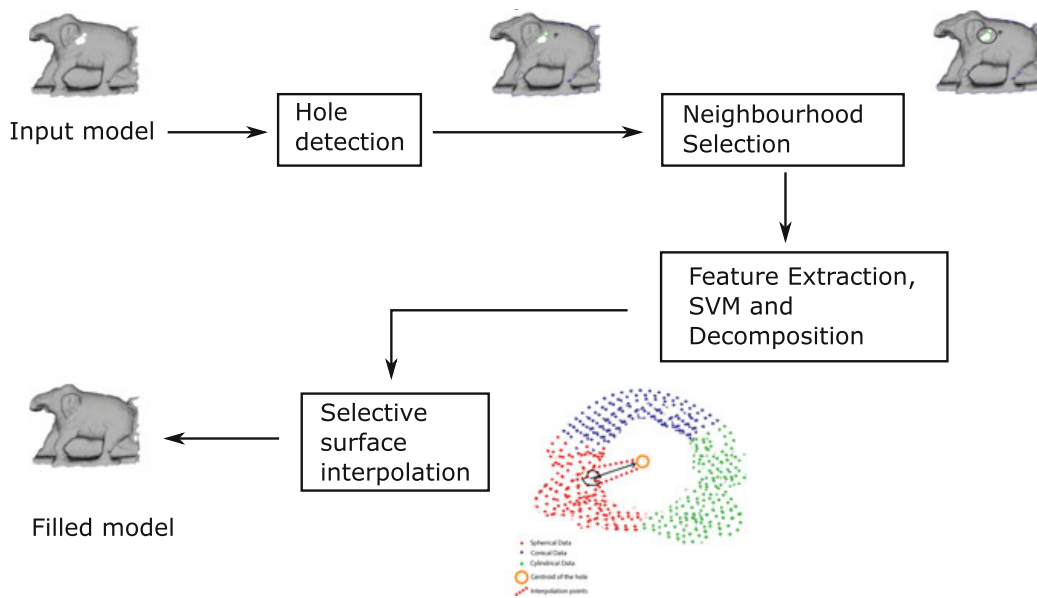 Input model
Hole
detection
Neighbourhood
Selection
Feature Extraction,
SVM and
Decomposition
Selective
surface
interpolation
Filled model
Spherical Data
Conical Data
Cylindrical Data
Centroid of the hole
Interpolation points